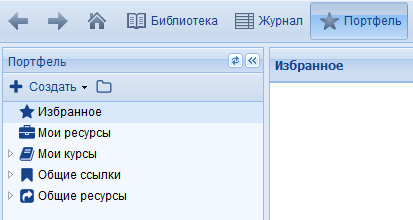 Библиотека Журнал Портфель
Портфель
Избранное
Создать
Избранное
Мои ресурсы
Мои курсы
Общие ссылки
Общие ресурсы